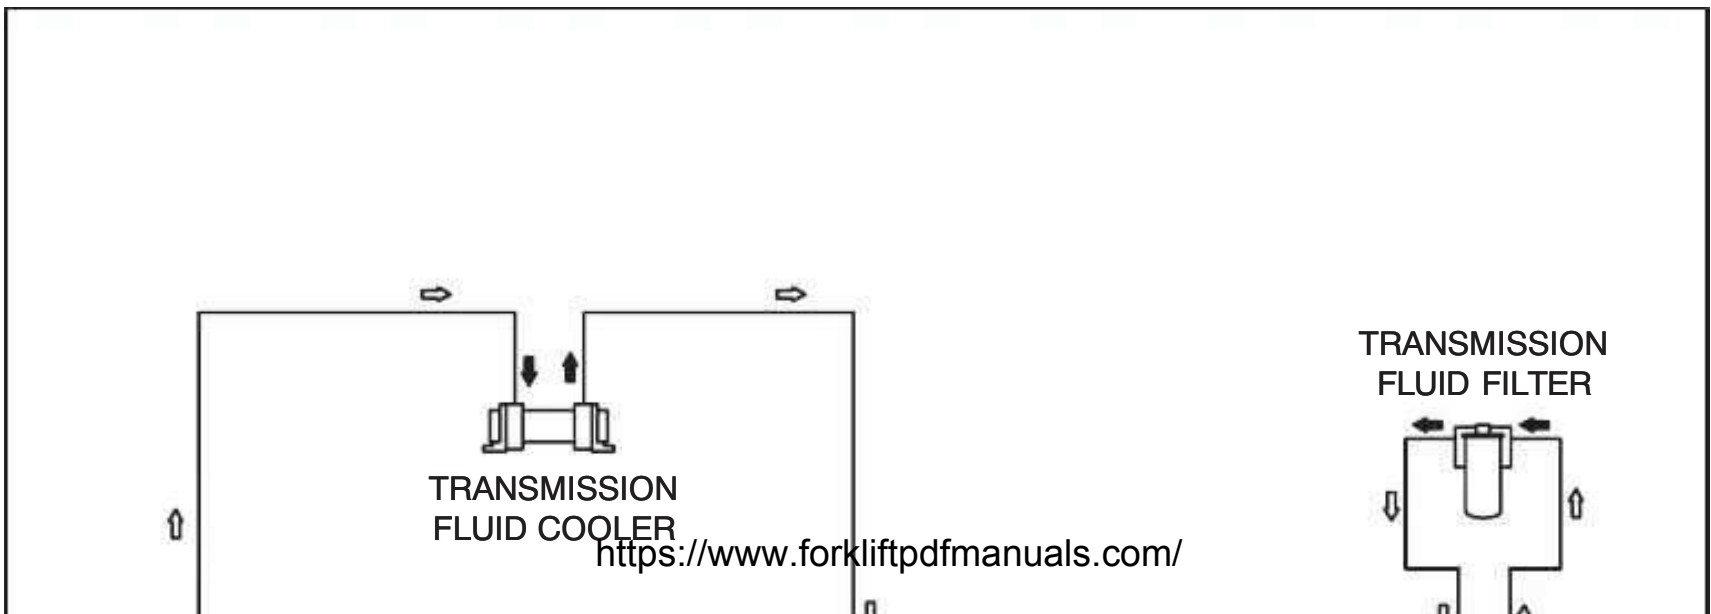 TRANSMISSION
FLUID FILTER
TRANSMISSION
FLUID COOLER
https://www.forkliftpdfmanuals.com/